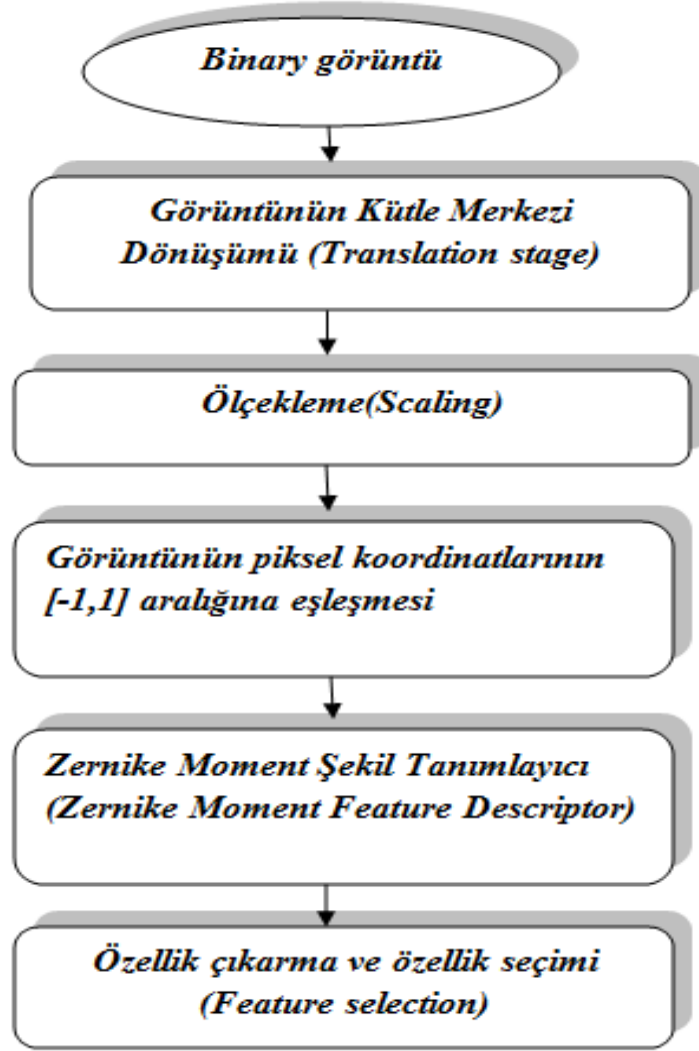 Binary görüntü
Görüntünün Kütle Merkezi
Dönüşümü (Translation stage)
Ölçekleme(Scaling)
Görüntünün piksel koordinatlarının
[-1,1] aralığına eşleşmesi
Zernike Moment Şekil Tanımlayıcı
(Zernike Moment Feature Descriptor)
Özellik çıkarma ve özellik seçimi
(Feature selection)